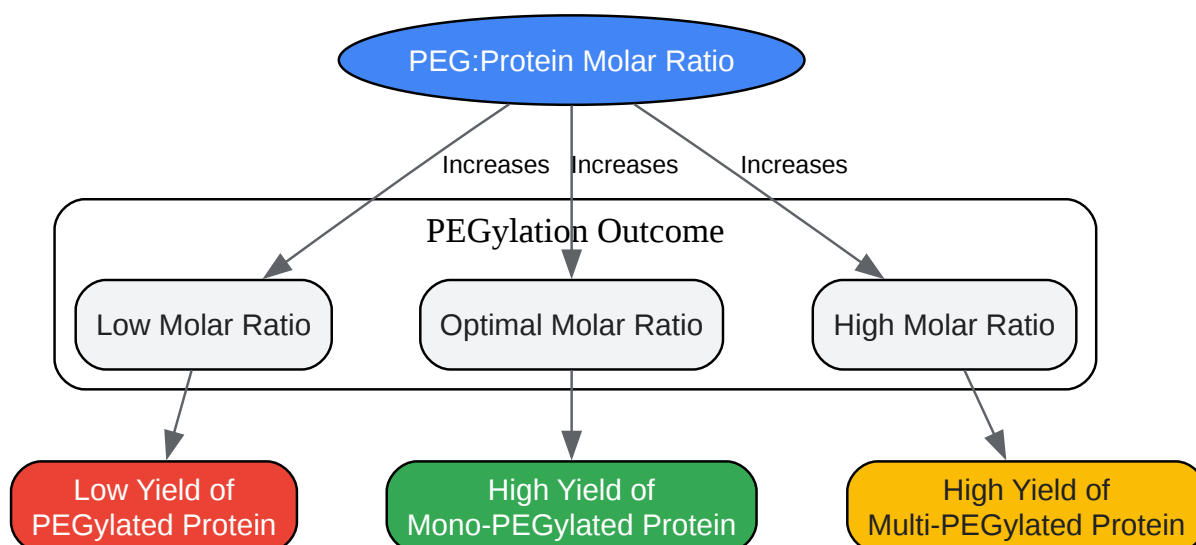 PEG:Protein Molar Ratio
Increases
Increases
Increases
PEGylation Outcome
Low Molar Ratio
Optimal Molar Ratio
High Molar Ratio
Low Yield of
PEGylated Protein
High Yield of
Mono-PEGylated Protein
High Yield of
Multi-PEGylated Protein